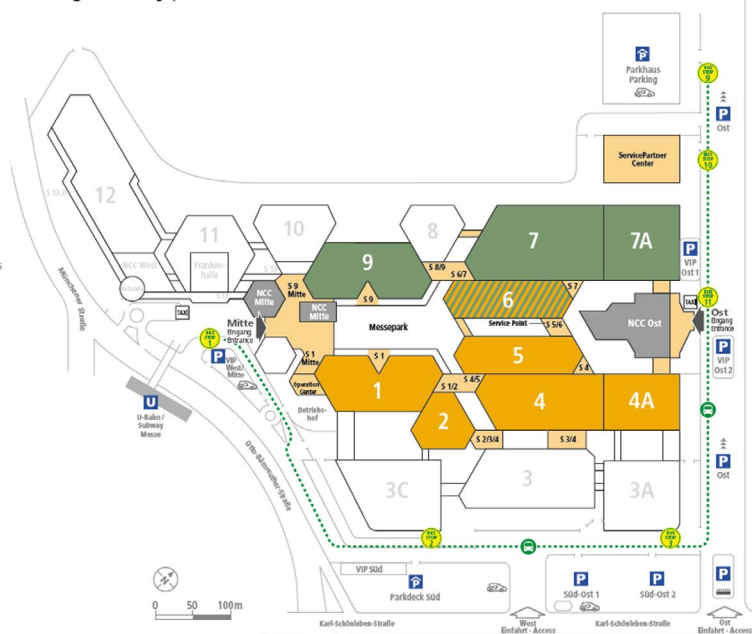 Parkhaus
Parking
BUS
STOP
9
P
Ost
ServicePartner
Center
BUS
STOP
10
12
S 12.0
11
10
8
7
7A
NCC West
Franken-
halle
9
S 8/9
S 6/7
P
VIP
Ost 1
S 9
Mitte
NCC
Mitte
S 9
NCC
Mitte
6
S 7
TAXI
BUS
STOP
11
Ost
Eingang
Entrance
Münchener Straße
TAXI
Mitte
Eingang
Entrance
Messepark
Service Point
S 5/6
NCC Ost
BUS
STOP
1
P
VIP
West/
Mitte
S 1
Mitte
S 1
5
S 4
P
VIP
Ost 2
Operation
Center
1
S 1/2
S 4/5
4
4A
U
U-Bahn /
Subway
Messe
Betriebs-
hof
2
S 2/3/4
S 3/4
P
Ost
Otto-Bärnreuther-Straße
3C
3
3A
BUS
STOP
2
BUS
STOP
3
VIP Süd
P
Parkdeck Süd
P
Süd-Ost 1
P
Süd-Ost 2
P
N
0 50 100 m
Karl-Schönleben-Straße
West
Einfahrt · Access
Karl-Schönleben-Straße
Ost
Einfahrt · Access